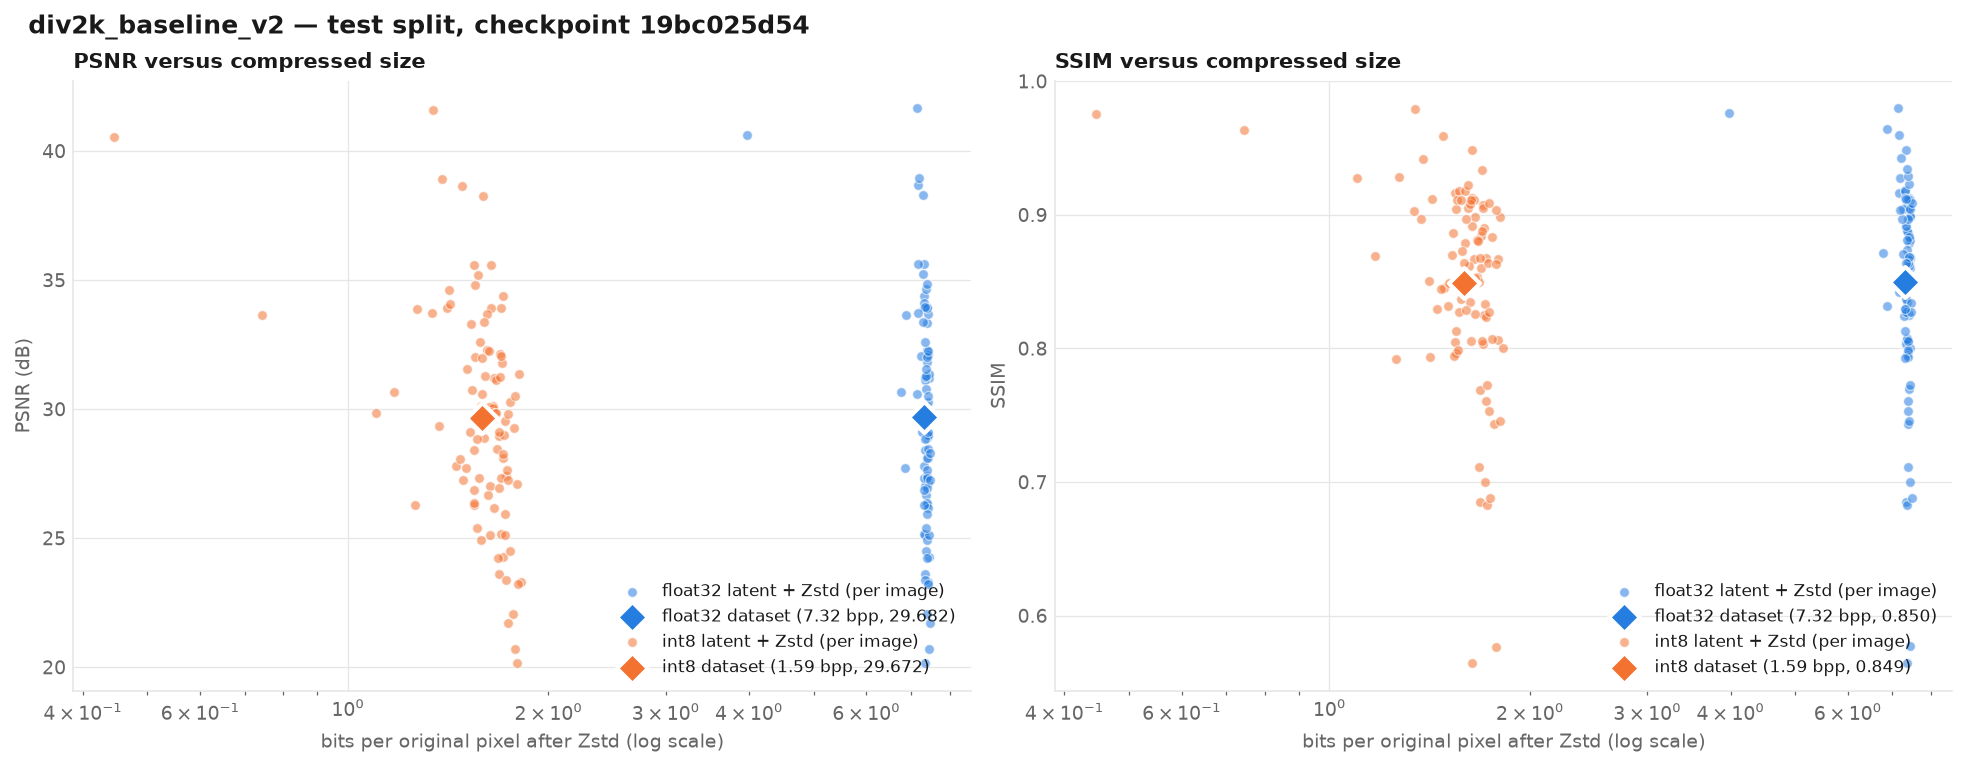 div2k_baseline_v2 — test split, checkpoint 19bc025d54
PSNR versus compressed size
PSNR (dB)
40
35
30
25
20
4 × 10⁻¹
6 × 10⁻¹
10⁰
2 × 10⁰
3 × 10⁰
4 × 10⁰
6 × 10⁰
bits per original pixel after Zstd (log scale)
float32 latent + Zstd (per image)
float32 dataset (7.32 bpp, 29.682)
int8 latent + Zstd (per image)
int8 dataset (1.59 bpp, 29.672)
SSIM versus compressed size
SSIM
1.0
0.9
0.8
0.7
0.6
4 × 10⁻¹
6 × 10⁻¹
10⁰
2 × 10⁰
3 × 10⁰
4 × 10⁰
6 × 10⁰
bits per original pixel after Zstd (log scale)
float32 latent + Zstd (per image)
float32 dataset (7.32 bpp, 0.850)
int8 latent + Zstd (per image)
int8 dataset (1.59 bpp, 0.849)